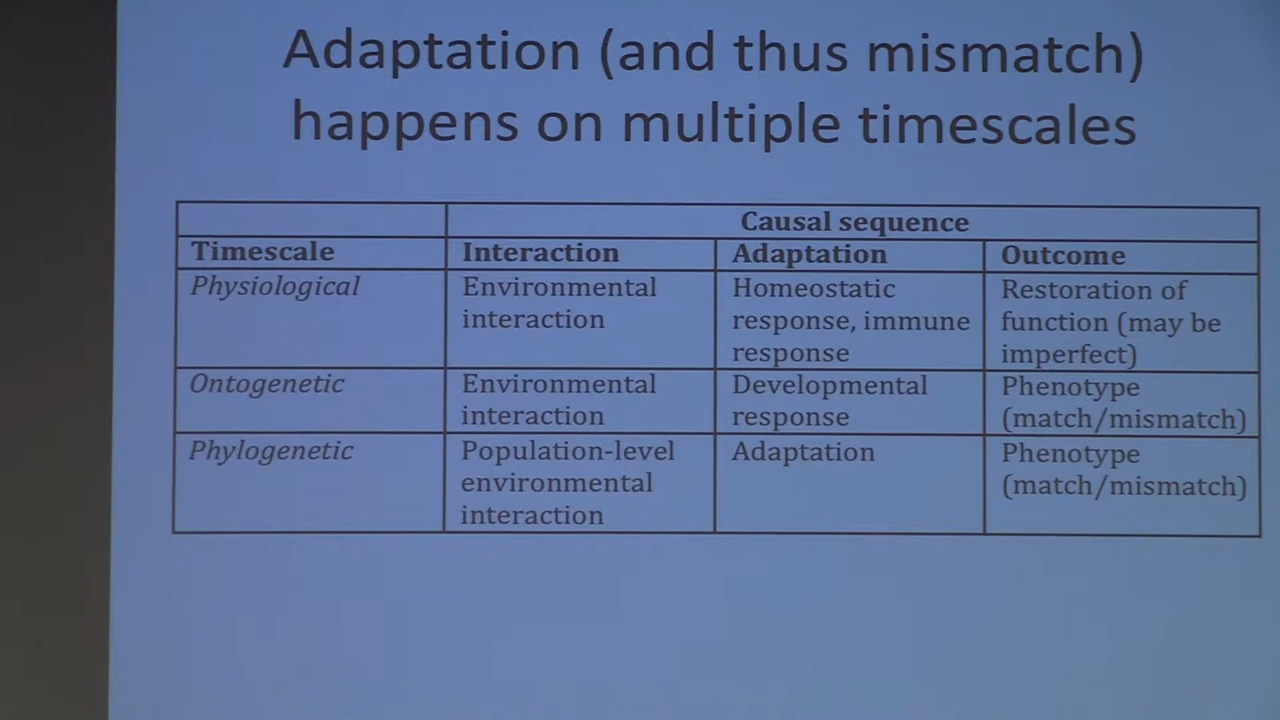 Adaptation (and thus mismatch)
happens on multiple timescales
Causal sequence
Timescale Interaction Adaptation Outcome
Physiological Environmental Homeostatic Restoration of
interaction response, immune function (may be
response imperfect)
Ontogenetic Environmental Developmental Phenotype
interaction response (match/mismatch)
Phylogenetic Population-level Adaptation Phenotype
environmental (match/mismatch)
interaction